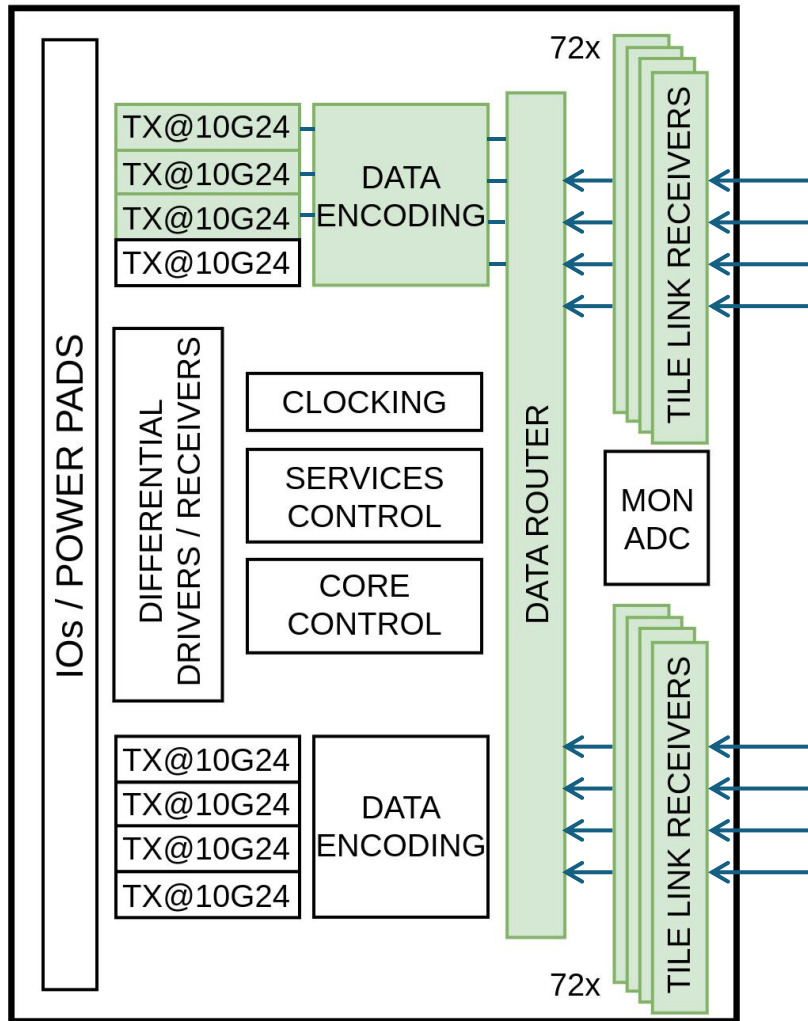 72x
TX@10G24
TX@10G24
TX@10G24
TX@10G24
DATA
ENCODING
TILE LINK RECEIVERS
IOs / POWER PADS
DIFFERENTIAL
DRIVERS / RECEIVERS
CLOCKING
SERVICES
CONTROL
CORE
CONTROL
DATA ROUTER
MON
ADC
TX@10G24
TX@10G24
TX@10G24
TX@10G24
DATA
ENCODING
TILE LINK RECEIVERS
72x